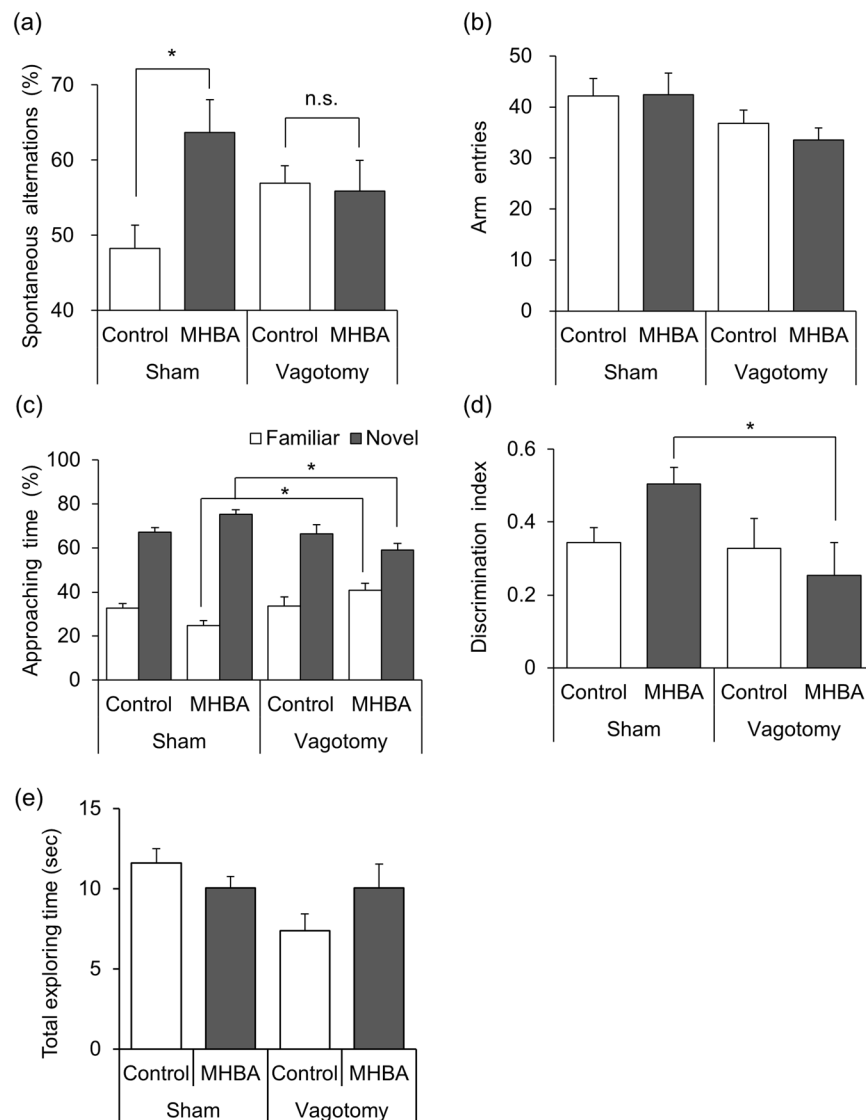 (a)
*
n.s.
Spontaneous alternations (%)
70
60
50
40
Control MHBA Control MHBA
Sham Vagotomy
(b)
Arm entries
50
40
30
20
10
0
Control MHBA Control MHBA
Sham Vagotomy
(c)
Familiar Novel
Approaching time (%)
100
80
60
40
20
0
*
*
Control MHBA Control MHBA
Sham Vagotomy
(d)
*
Discrimination index
0.6
0.4
0.2
0
Control MHBA Control MHBA
Sham Vagotomy
(e)
Total exploring time (sec)
15
10
5
0
Control MHBA Control MHBA
Sham Vagotomy